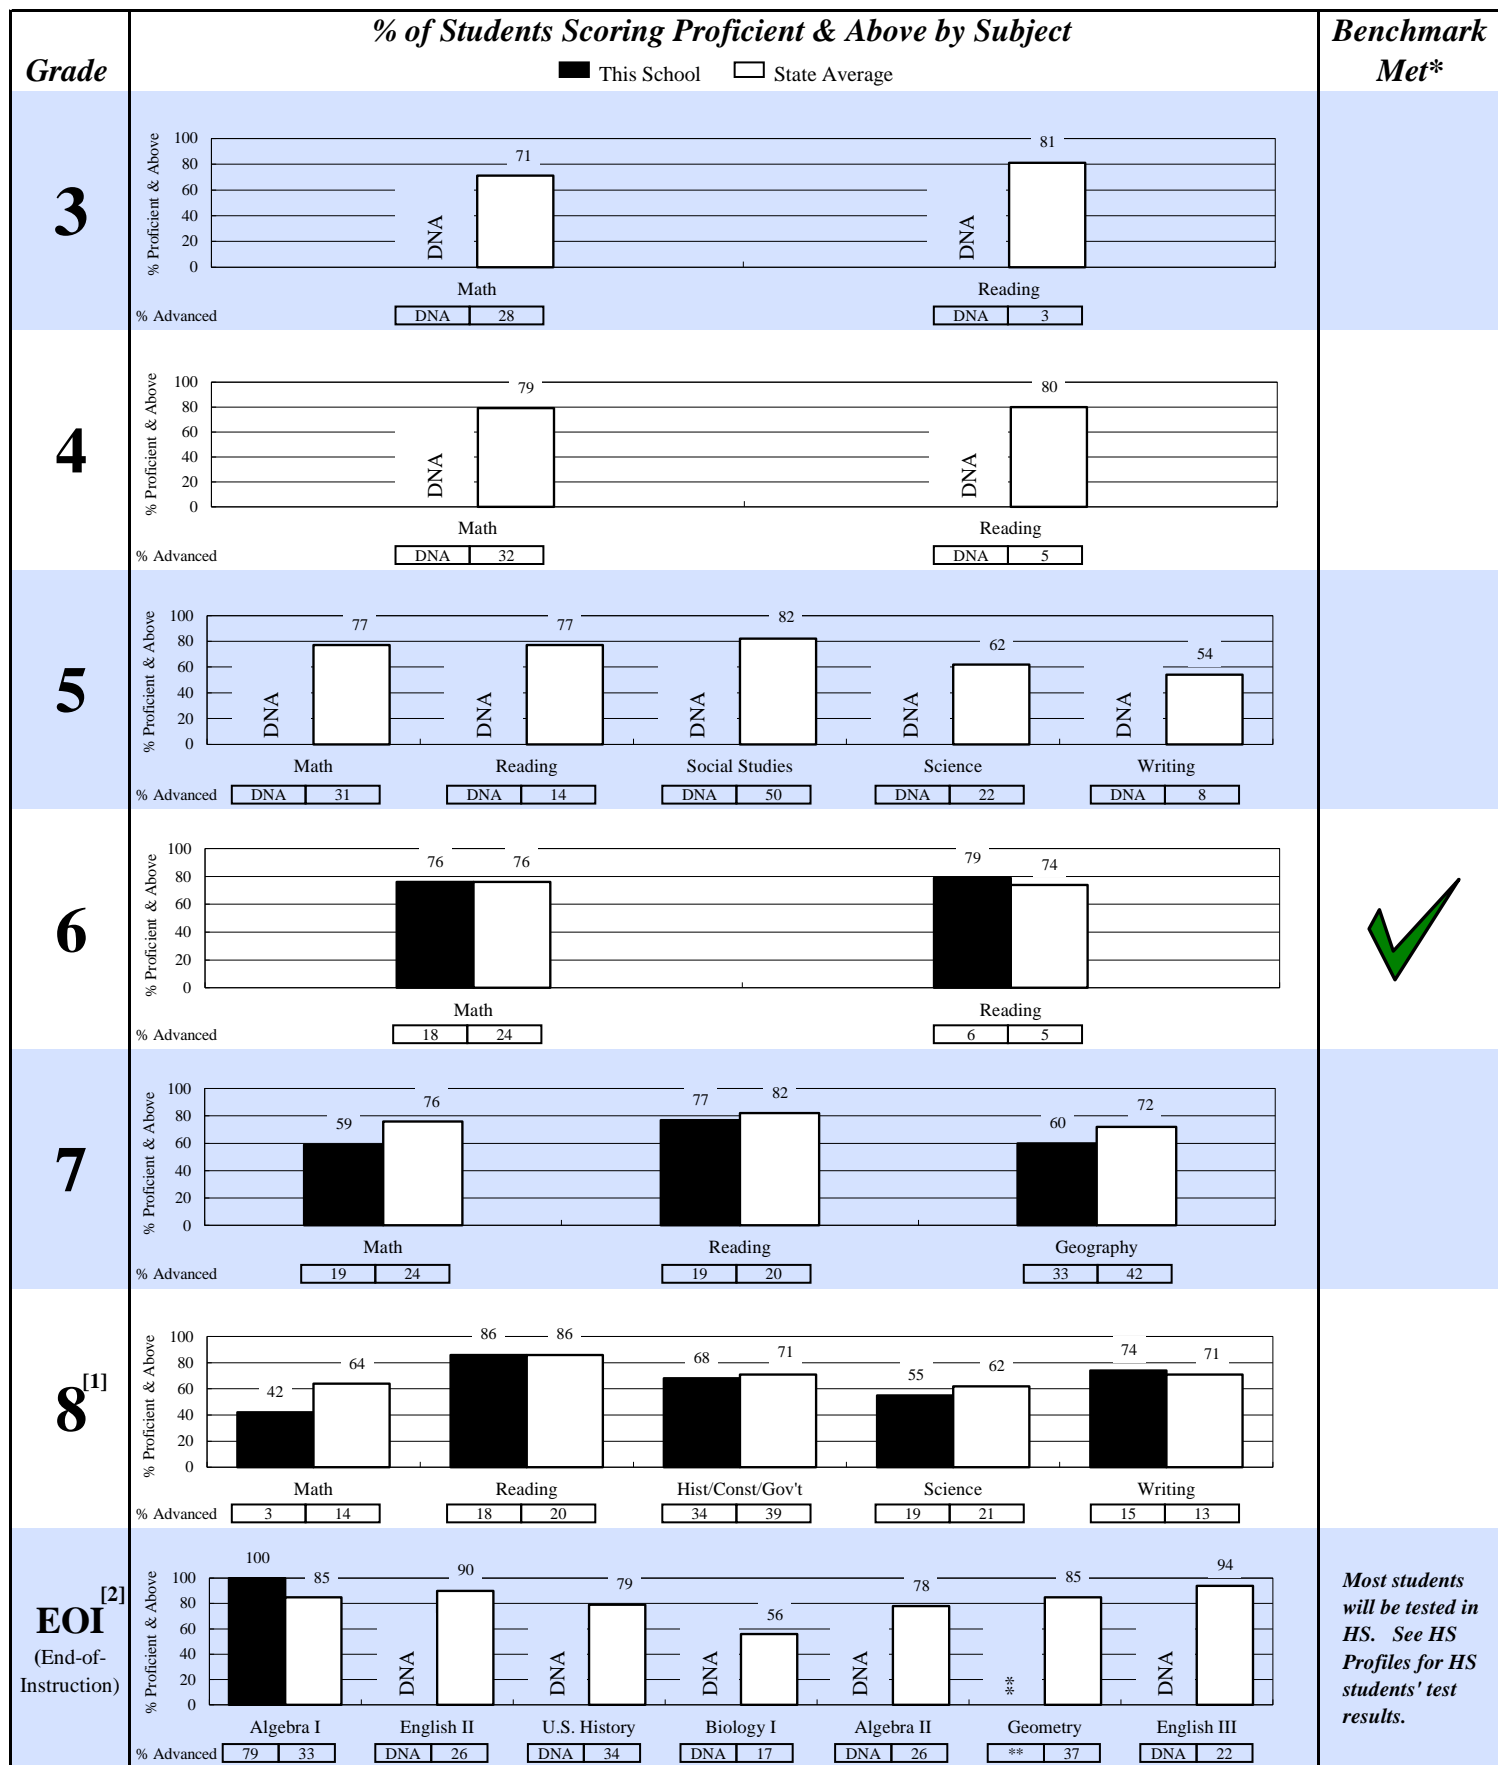 % of Students Scoring Proficient & Above by Subject
Benchmark
Met*
Grade
This School State Average
3
% Proficient & Above
100
80
60
40
20
0
DNA 71
DNA 81
Math Reading
% Advanced DNA 28 DNA 3
4
% Proficient & Above
100
80
60
40
20
0
DNA 79
DNA 80
Math Reading
% Advanced DNA 32 DNA 5
5
% Proficient & Above
100
80
60
40
20
0
DNA 77
DNA 77
DNA 82
DNA 62
DNA 54
Math Reading Social Studies Science Writing
% Advanced DNA 31 DNA 14 DNA 50 DNA 22 DNA 8
6
% Proficient & Above
100
80
60
40
20
0
76 76
79 74
Math Reading
% Advanced 18 24 6 5
7
% Proficient & Above
100
80
60
40
20
0
59 76
77 82
60 72
Math Reading Geography
% Advanced 19 24 19 20 33 42
8[1]
% Proficient & Above
100
80
60
40
20
0
42 64
86 86
68 71
55 62
74 71
Math Reading Hist/Const/Gov't Science Writing
% Advanced 3 14 18 20 34 39 19 21 15 13
EOI[2]
(End-of-
Instruction)
% Proficient & Above
100
80
60
40
20
0
100 85
DNA 90
DNA 79
DNA 56
DNA 78
** 85
DNA 94
Algebra I English II U.S. History Biology I Algebra II Geometry English III
% Advanced 79 33 DNA 26 DNA 34 DNA 17 DNA 26 ** 37 DNA 22
Most students
will be tested in
HS. See HS
Profiles for HS
students' test
results.